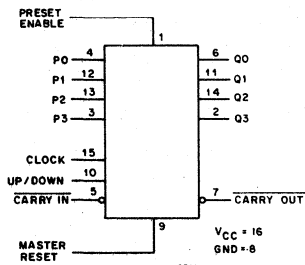 PRESET
ENABLE
1
P0 4 6 Q0
P1 12 11 Q1
P2 13 14 Q2
P3 3 2 Q3
CLOCK 15
UP/DOWN 10
CARRY IN 5 7 CARRY OUT
9
MASTER
RESET
VCC = 16
GND = 8